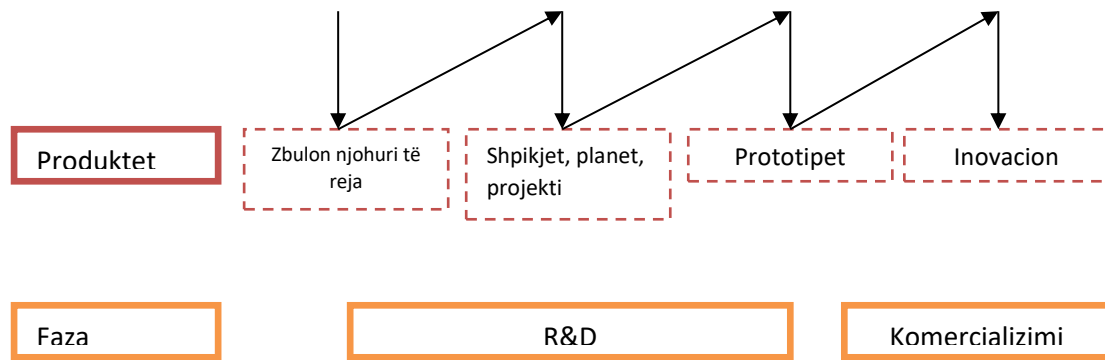 Produktet
Zbulon njohuri të
reja
Shpikjet, planet,
projekti
Prototipet
Inovacion
Faza
R&D
Komercializimi